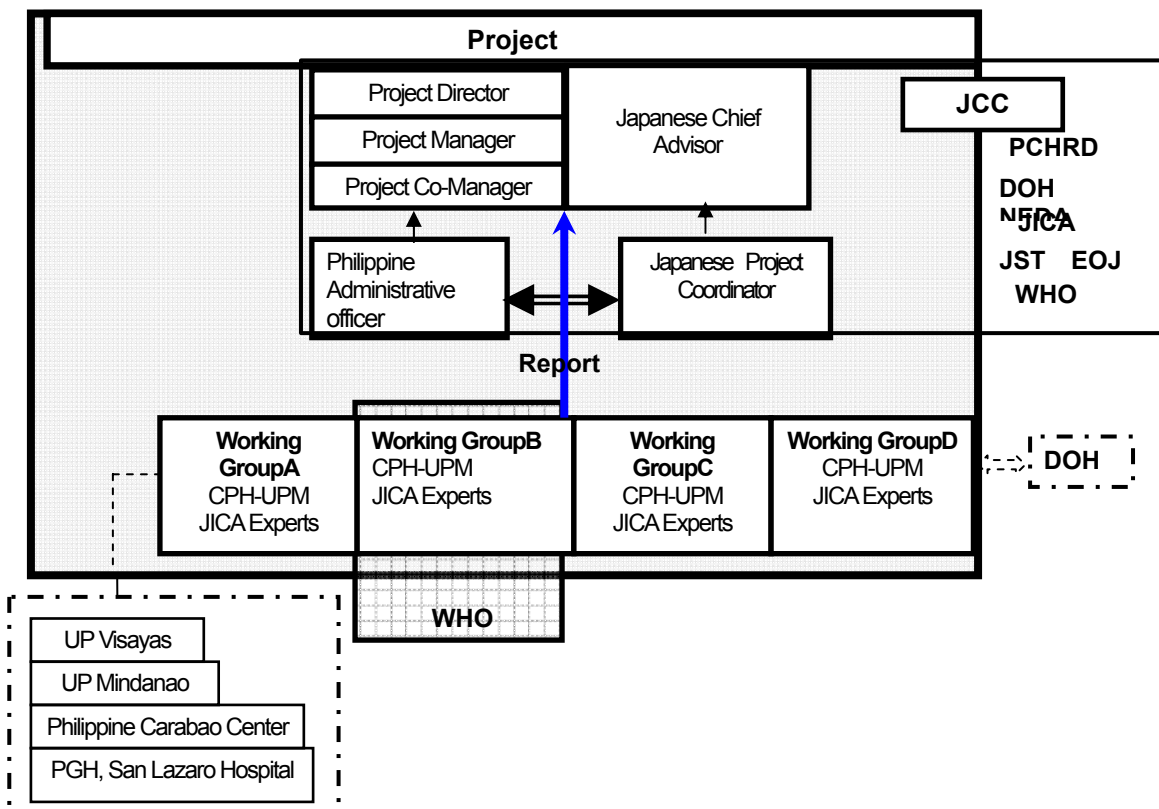 Project
Project Director
Project Manager
Project Co-Manager
Japanese Chief
Advisor
JCC
PCHRD
DOH
NEDA
JICA
JST EOJ
WHO
Philippine
Administrative
officer
Japanese Project
Coordinator
Report
Working
GroupA
CPH-UPM
JICA Experts
Working GroupB
CPH-UPM
JICA Experts
Working
GroupC
CPH-UPM
JICA Experts
Working GroupD
CPH-UPM
JICA Experts
DOH
WHO
UP Visayas
UP Mindanao
Philippine Carabao Center
PGH, San Lazaro Hospital